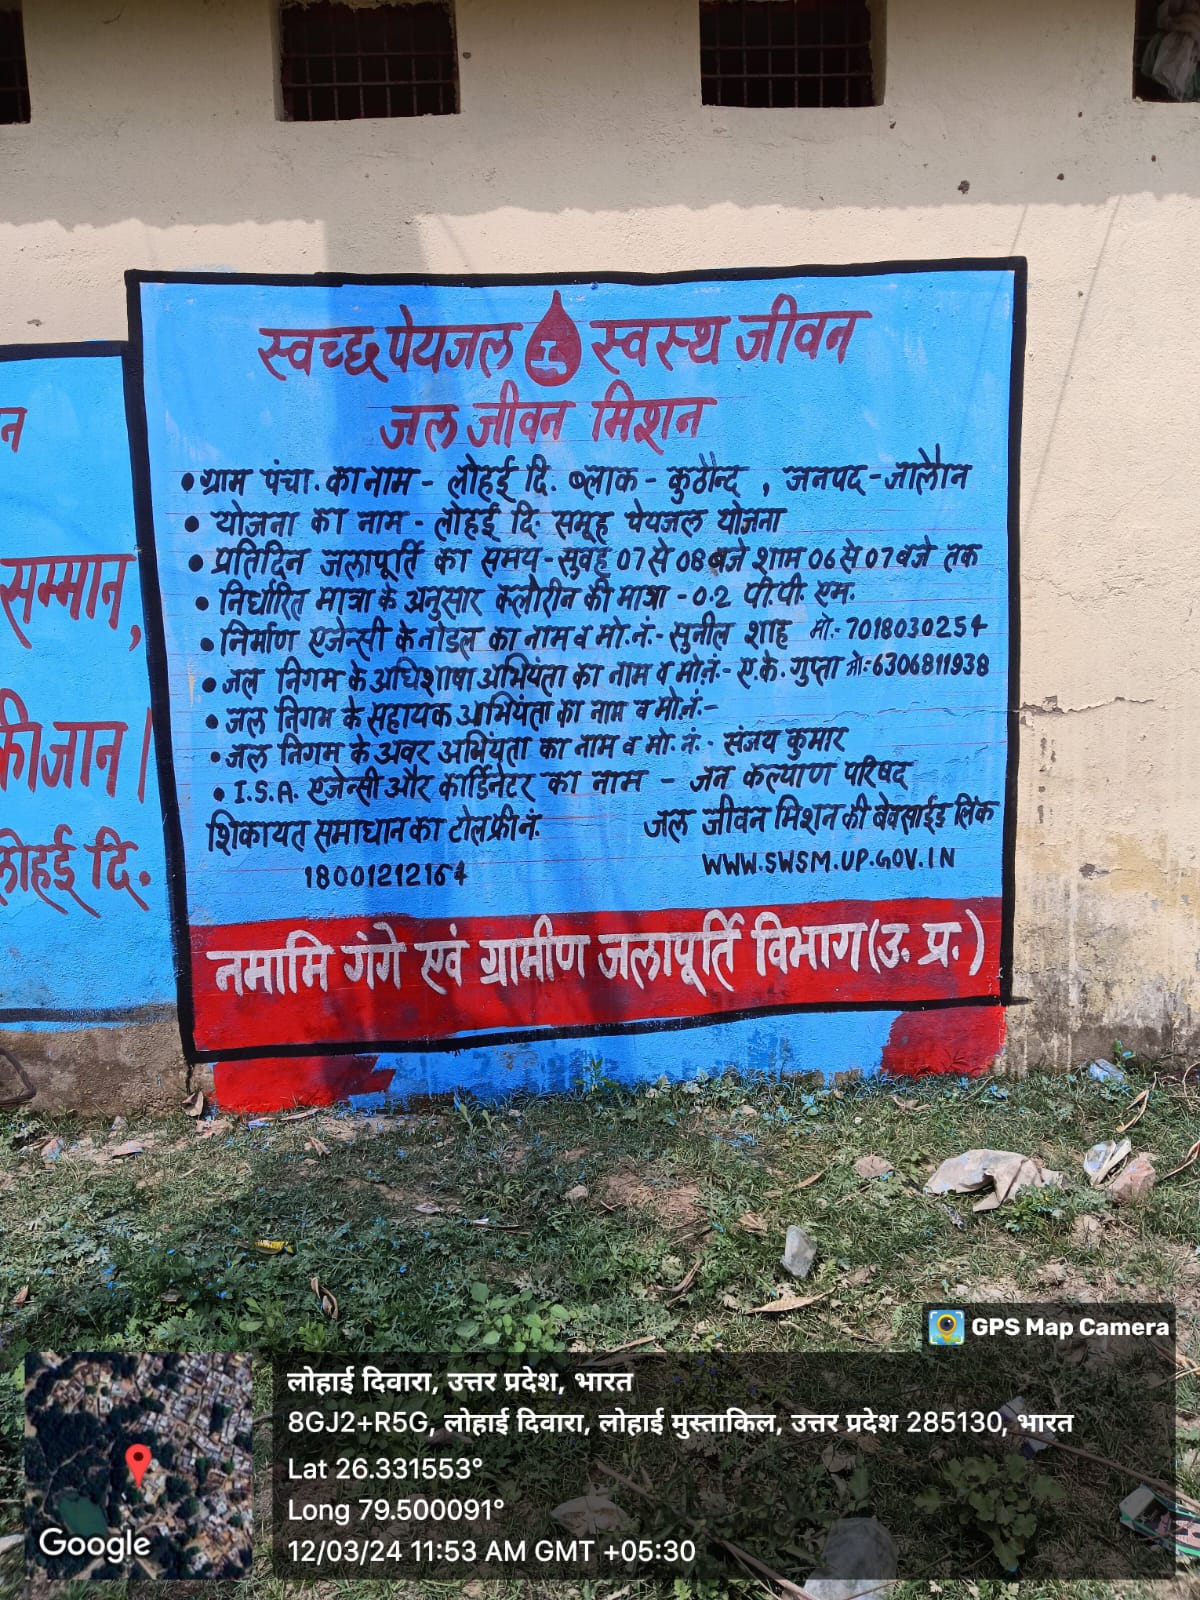 स्वच्छ पेयजल स्वस्थ जीवन
जल जीवन मिशन
• ग्राम पंचा. का नाम - लोहई दि. ब्लाक - कुठौन्द , जनपद - जालौन
• योजना का नाम - लोहई दि. समूह पेयजल योजना
• प्रतिदिन जलापूर्ति का समय - सुवह 07 से 08 बजे शाम 06 से 07 बजे तक
• निर्धारित मात्रा के अनुसार क्लोरीन की मात्रा - 0.2 पी.पी. एम.
• निर्माण एजेन्सी के नोडल का नाम व मो.नं.- सुनील शाह मो.- 7018030254
• जल निगम के अधिशाषा अभियंता का नाम व मो.नं- ए.के. गुप्ता मो.- 6306811938
• जल निगम के सहायक अभियंता का नाम व मो.नं.-
• जल निगम के अवर अभियंता का नाम व मो. नं.- संजय कुमार
• I.S.A. एजेन्सी और कोर्डिनेटर का नाम - जन कल्याण परिषद्
शिकायत समाधान का टोल फ्री नं. जल जीवन मिशन की बेवसाईड लिंक
18001212164 WWW.SWSM.UP.GOV.IN
नमामि गंगे एवं ग्रामीण जलापूर्ति विभाग (उ. प्र.)
न
सम्मान,
की जान |
लोहई दि.
GPS Map Camera
लोहाई दिवारा, उत्तर प्रदेश, भारत
8GJ2+R5G, लोहाई दिवारा, लोहाई मुस्ताकिल, उत्तर प्रदेश 285130, भारत
Lat 26.331553°
Long 79.500091°
12/03/24 11:53 AM GMT +05:30
Google